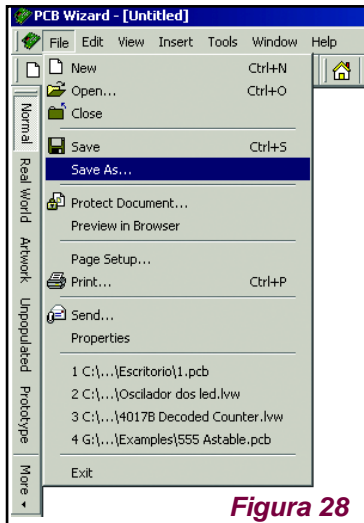 PCB Wizard - [Untitled]
File Edit View Insert Tools Window Help
New Ctrl+N
Open... Ctrl+O
Close
Save Ctrl+S
Save As...
Protect Document...
Preview in Browser
Page Setup...
Print... Ctrl+P
Send...
Properties
1 C:\...\Escritorio\1.pcb
2 C:\...\Oscilador dos led.lvw
3 C:\...\4017B Decoded Counter.lvw
4 G:\...\Examples\555 Astable.pcb
Exit
Normal
Real World
Artwork
Unpopulated
Prototype
More
Figura 28